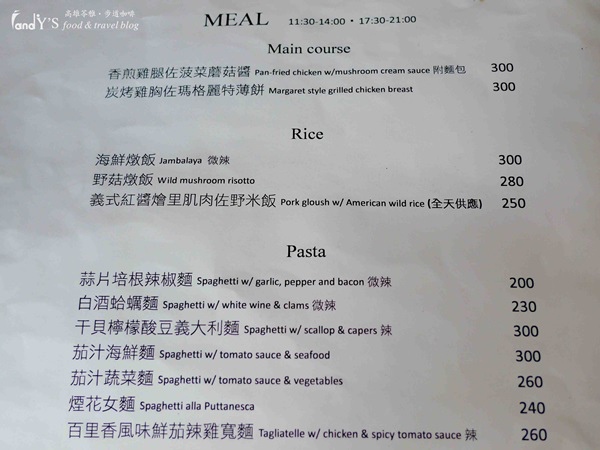 andY'S
高雄苓雅。步道咖啡
food & travel blog
MEAL 11:30-14:00 • 17:30-21:00
Main course
香煎雞腿佐菠菜蘑菇醬 Pan-fried chicken w/mushroom cream sauce 附麵包 300
炭烤雞胸佐瑪格麗特薄餅 Margaret style grilled chicken breast 300
Rice
海鮮燉飯 Jambalaya 微辣 300
野菇燉飯 Wild mushroom risotto 280
義式紅醬燴里肌肉佐野米飯 Pork gloush w/ American wild rice (全天供應) 250
Pasta
蒜片培根辣椒麵 Spaghetti w/ garlic, pepper and bacon 微辣 200
白酒蛤蠣麵 Spaghetti w/ white wine & clams 微辣 230
干貝檸檬酸豆義大利麵 Spaghetti w/ scallop & capers 辣 300
茄汁海鮮麵 Spaghetti w/ tomato sauce & seafood 300
茄汁蔬菜麵 Spaghetti w/ tomato sauce & vegetables 260
煙花女麵 Spaghetti alla Puttanesca 240
百里香風味鮮茄辣雞寬麵 Tagliatelle w/ chicken & spicy tomato sauce 辣 260